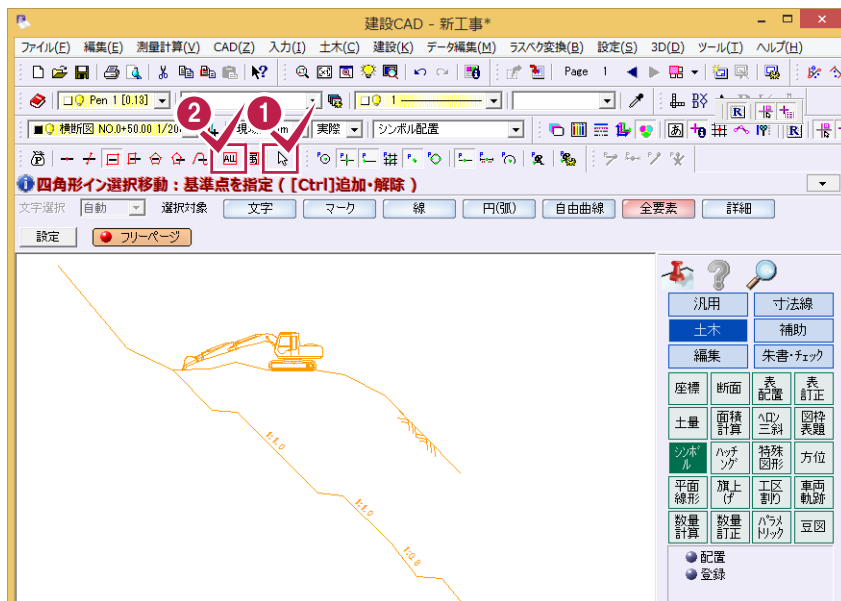 建設CAD - 新工事*
ファイル(F) 編集(E) 測量計算(V) CAD(Z) 入力(I) 土木(C) 建設(K) データ編集(M) ラスベク変換(B) 設定(S) 3D(D) ツール(T) ヘルプ(H)
Page 1
Pen 1 [0.13] 1
2 1
横断図 NO.0+50.00 1/20 現 m 実際 シンボル配置
ALL
四角形イン選択移動：基準点を指定 ( [Ctrl]追加・解除 )
文字選択 自動 選択対象 文字 マーク 線 円(弧) 自由曲線 全要素 詳細
設定 フリーページ
汎用 寸法線
土木 補助
編集 朱書・チェック
座標 断面 表配置 表訂正
土量 面積計算 ヘロン三斜 図枠表題
シンボル ハッチング 特殊図形 方位
平面線形 旗上げ 工区割り 車両軌跡
数量計算 数量訂正 パラメトリック 豆図
配置
登録
1:1.0
1:1.0
1:0.8